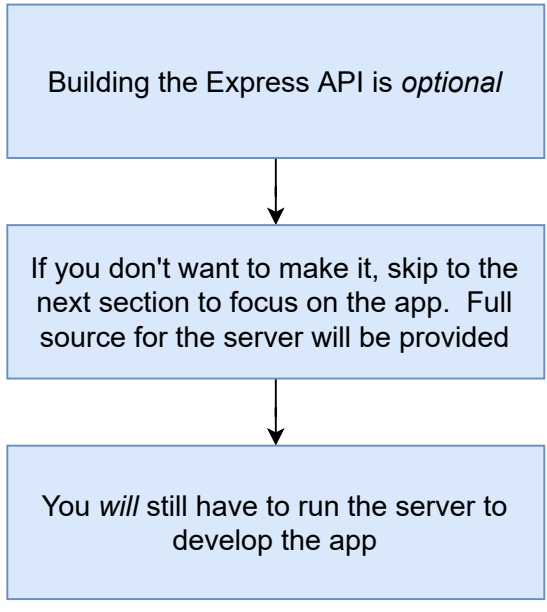 Building the Express API is optional
If you don't want to make it, skip to the
next section to focus on the app.  Full
source for the server will be provided
You will still have to run the server to
develop the app